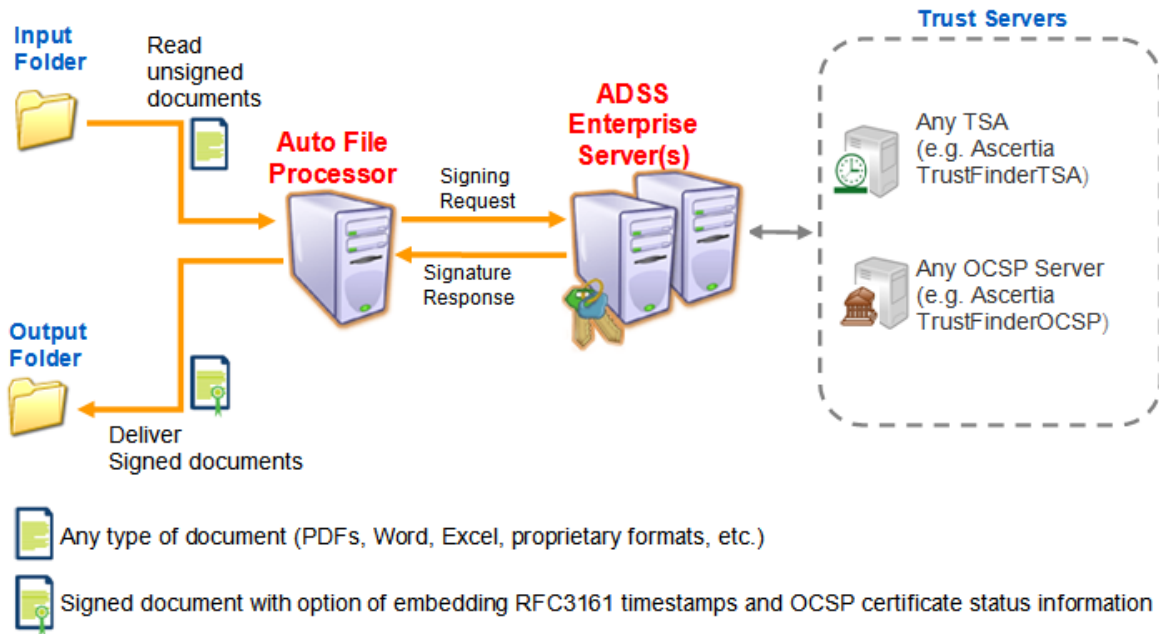 Input
Folder
Read
unsigned
documents
Auto File
Processor
Signing
Request
Signature
Response
ADSS
Enterprise
Server(s)
Trust Servers
Any TSA
(e.g. Ascertia
TrustFinderTSA)
Any OCSP Server
(e.g. Ascertia
TrustFinderOCSP)
Output
Folder
Deliver
Signed documents
Any type of document (PDFs, Word, Excel, proprietary formats, etc.)
Signed document with option of embedding RFC3161 timestamps and OCSP certificate status information